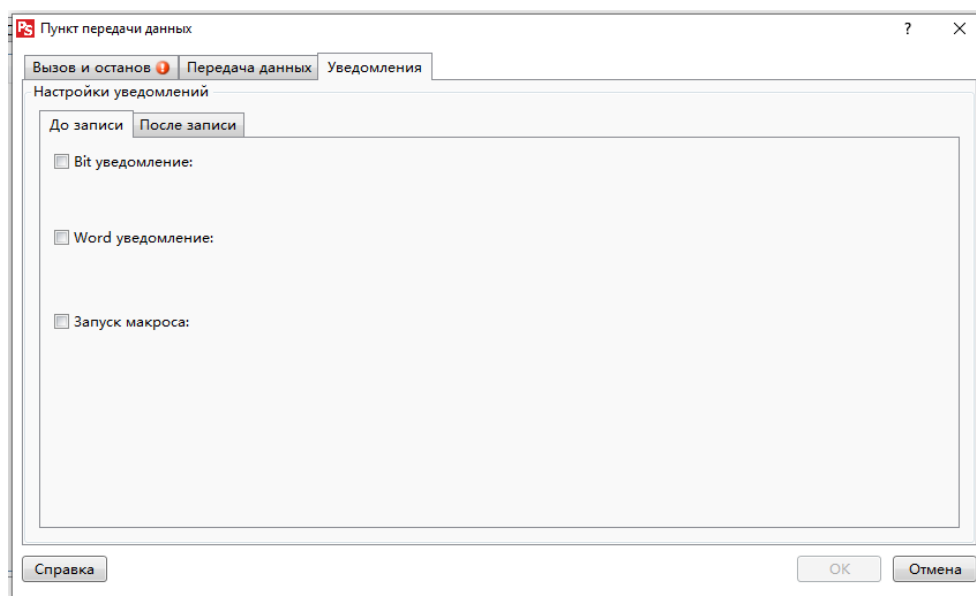 PS Пункт передачи данных ? ×
Вызов и останов ! Передача данных Уведомления
Настройки уведомлений
До записи После записи
Bit уведомление:
Word уведомление:
Запуск макроса:
Справка OK Отмена